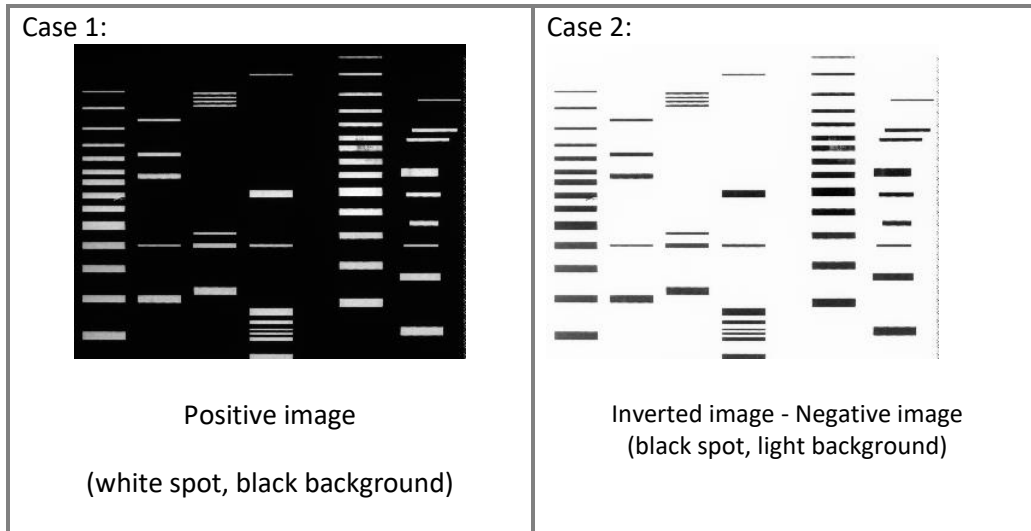 Case 1:
Positive image
(white spot, black background)
Case 2:
Inverted image - Negative image
(black spot, light background)